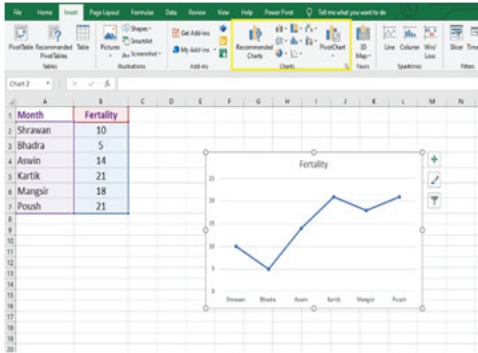 File Home Insert Page Layout Formulas Data Review View Help Power Pivot Tell me what you want to do
PivotTable Recommended PivotTables Table Pictures Shapes SmartArt Screenshot Get Add-ins My Add-ins Recommended Charts PivotChart 3D Map Line Column Win/Loss Slicer
Tables Illustrations Add-ins Charts Tours Sparklines Filters
Chart 2 fx
A B C D E F G H I J K L M N
1 Month Fertality
2 Shrawan 10
3 Bhadra 5
4 Aswin 14
5 Kartik 21
6 Mangsir 18
7 Poush 21
8
9
10
11
12
13
14
15
16
17
18
19
20
Fertality
25
20
15
10
5
0
Shrawan Bhadra Aswin Kartik Mangsir Poush